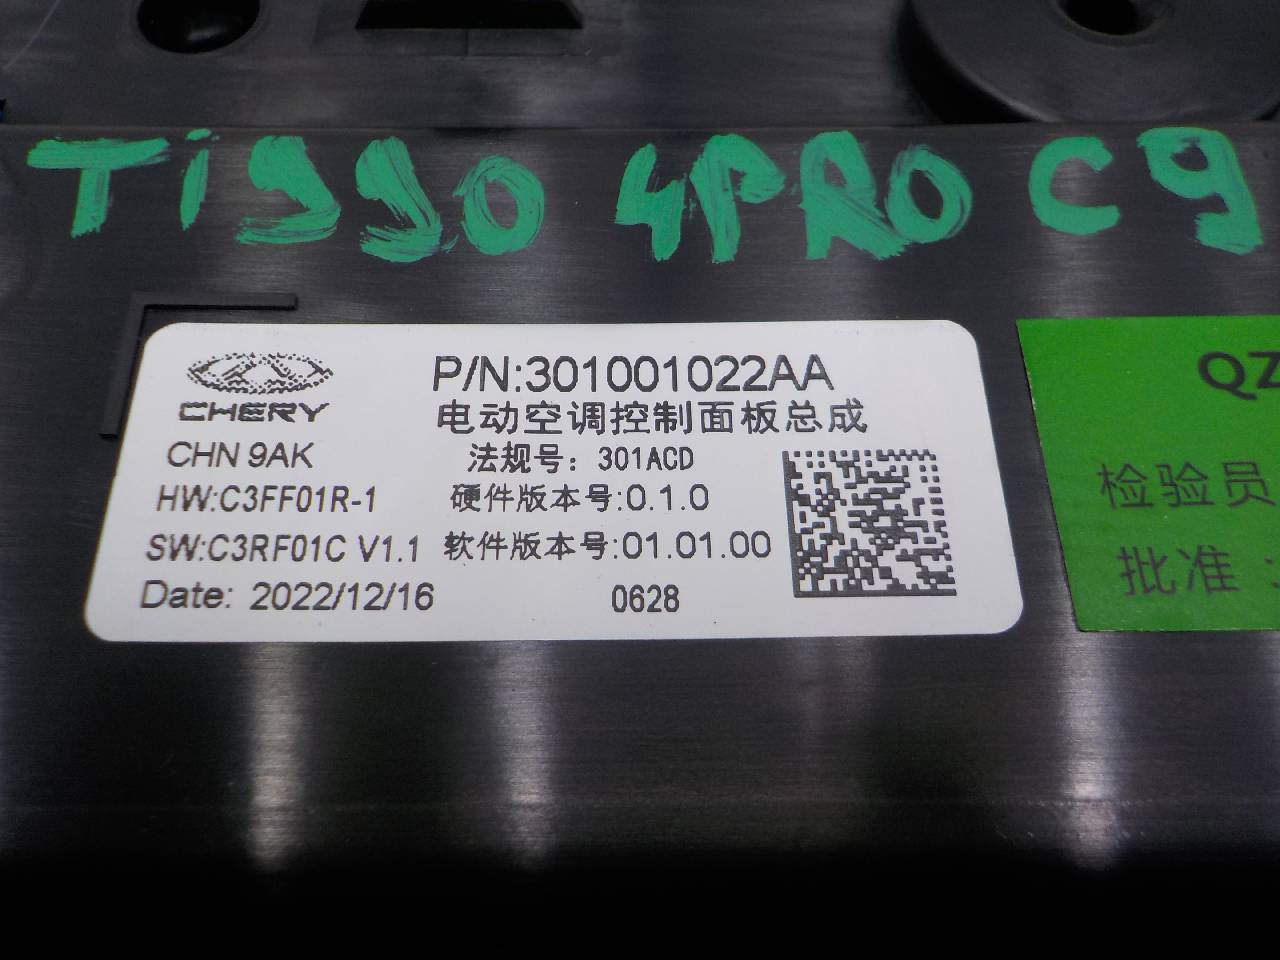 Tiggo 4PRO C9
CHERY
P/N:301001022AA
电动空调控制面板总成
CHN 9AK
法规号：301ACD
HW:C3FF01R-1
硬件版本号:0.1.0
SW:C3RF01C V1.1
软件版本号:01.01.00
Date: 2022/12/16
0628
QZ
检验员
批准：